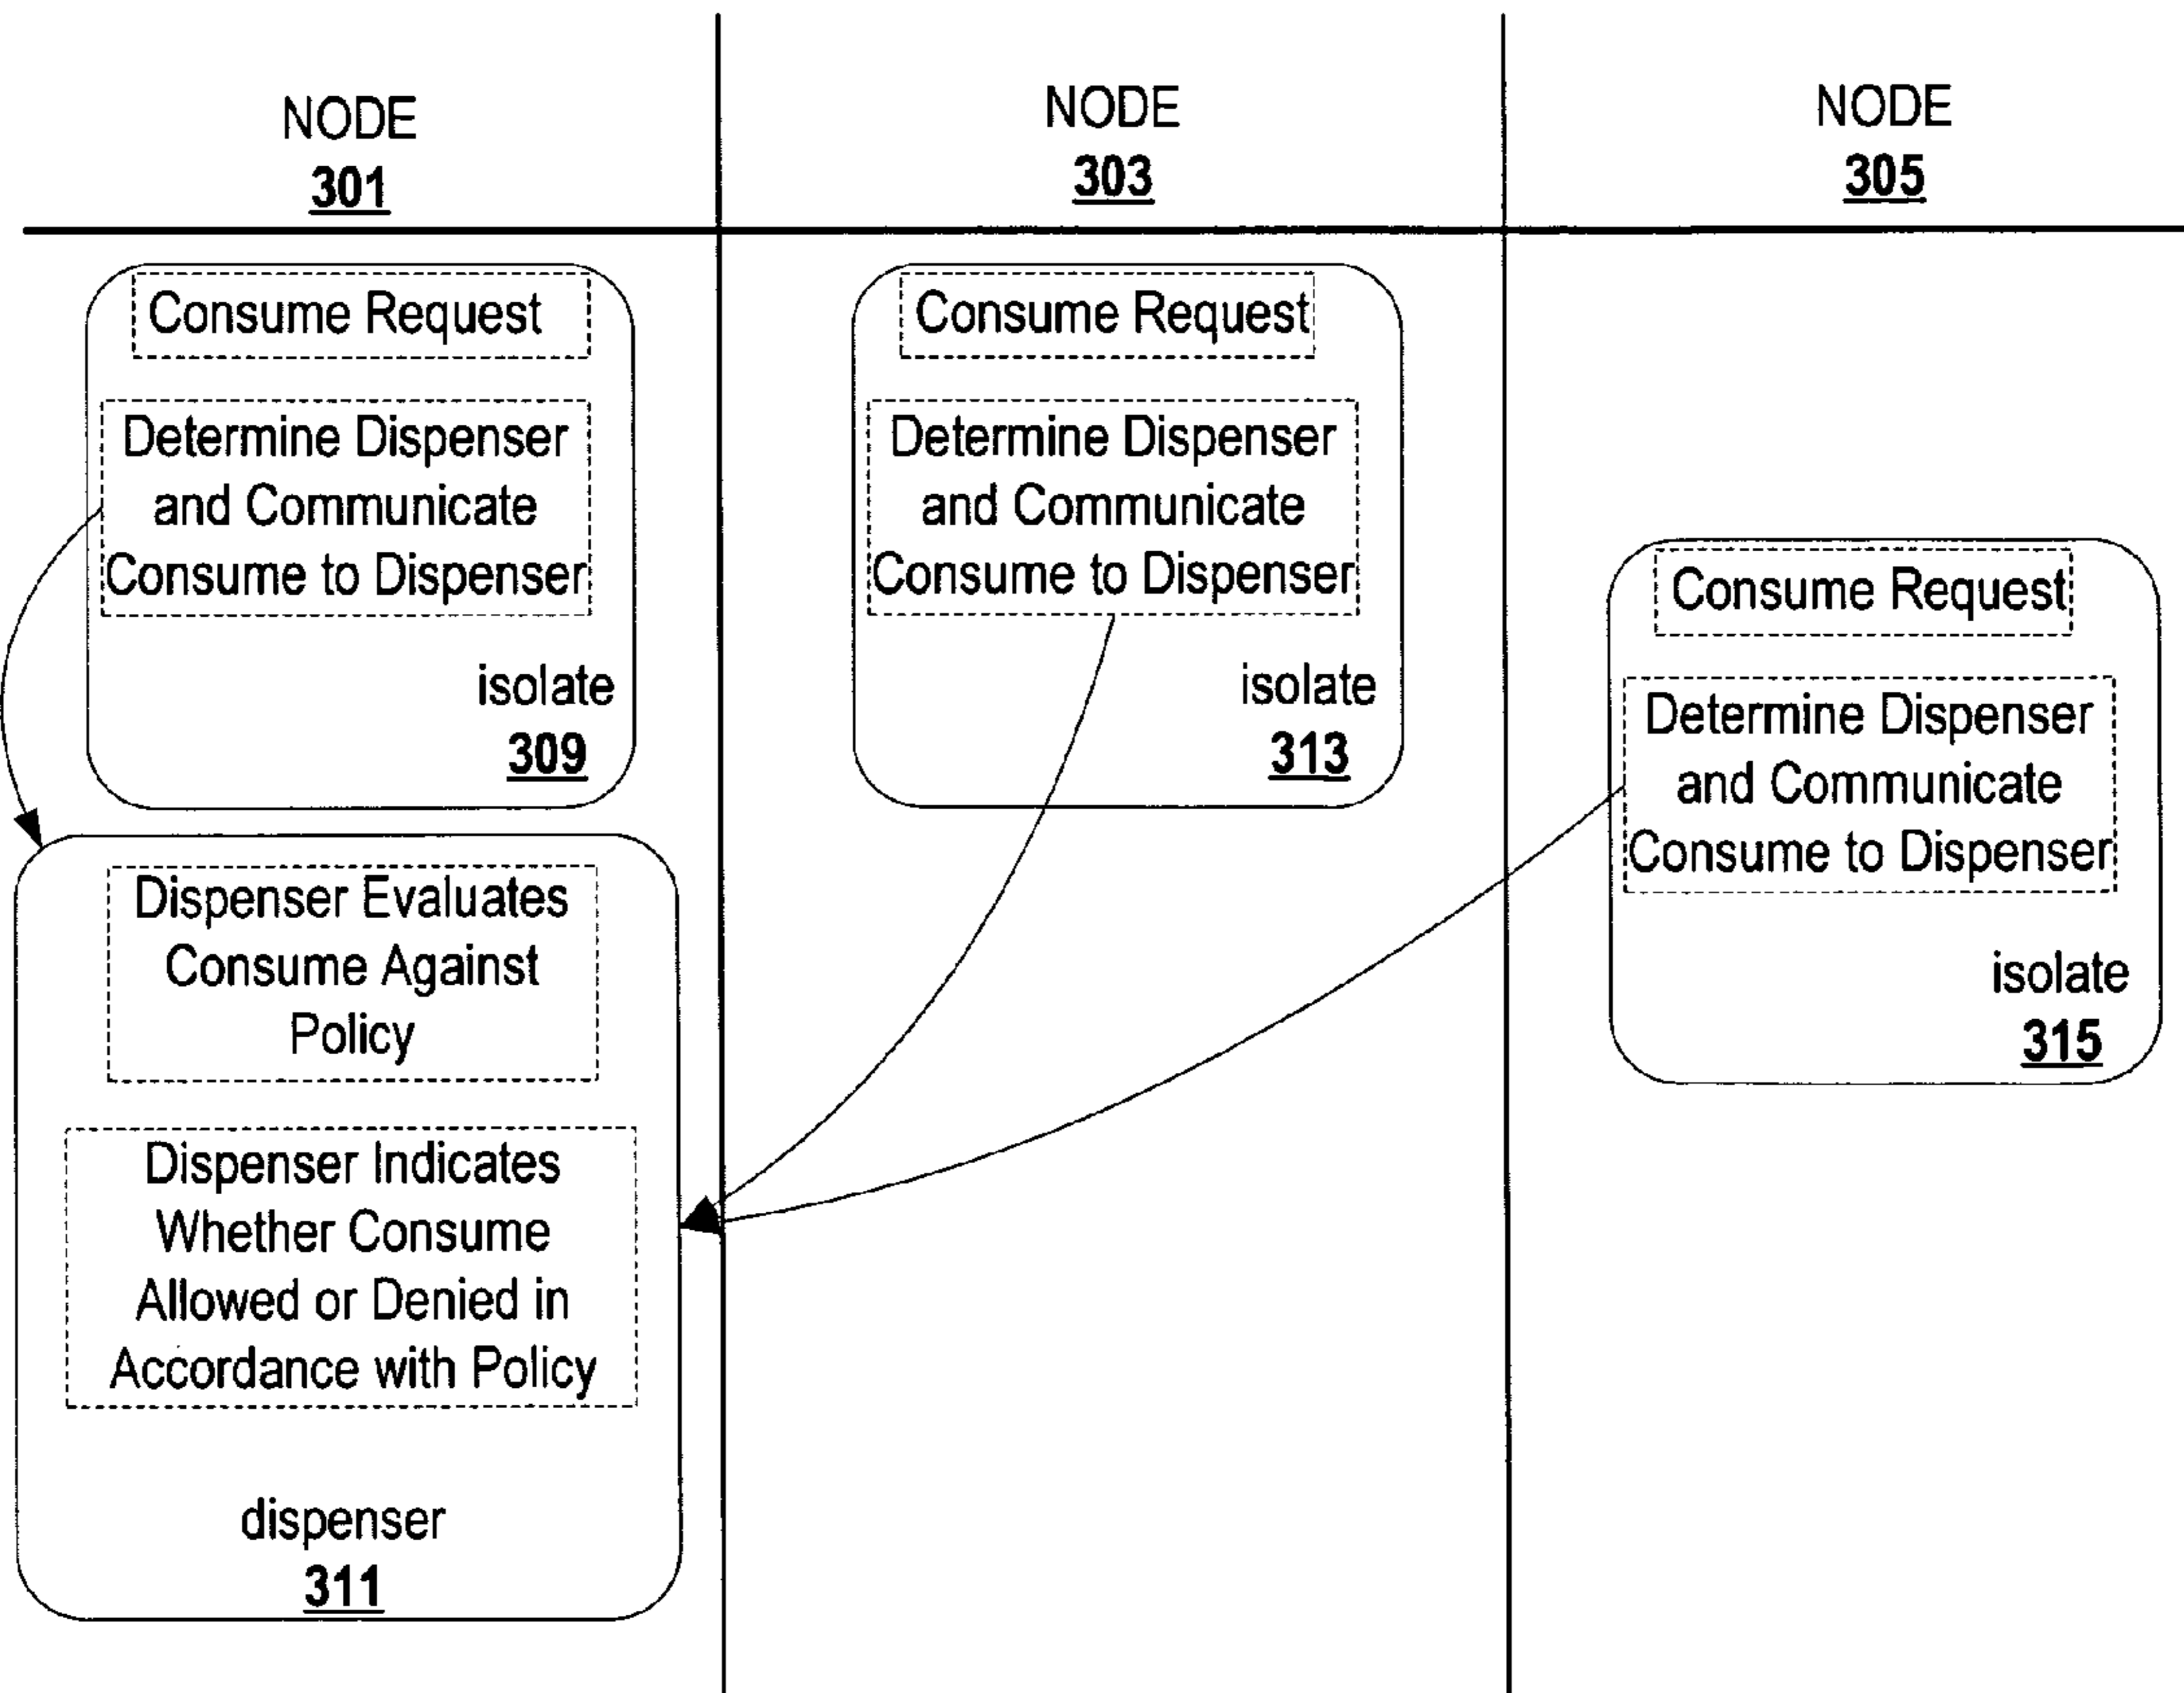 NODE
301
NODE
303
NODE
305
Consume Request
Determine Dispenser
and Communicate
Consume to Dispenser
isolate
309
Consume Request
Determine Dispenser
and Communicate
Consume to Dispenser
isolate
313
Consume Request
Determine Dispenser
and Communicate
Consume to Dispenser
isolate
315
Dispenser Evaluates
Consume Against
Policy
Dispenser Indicates
Whether Consume
Allowed or Denied in
Accordance with Policy
dispenser
311